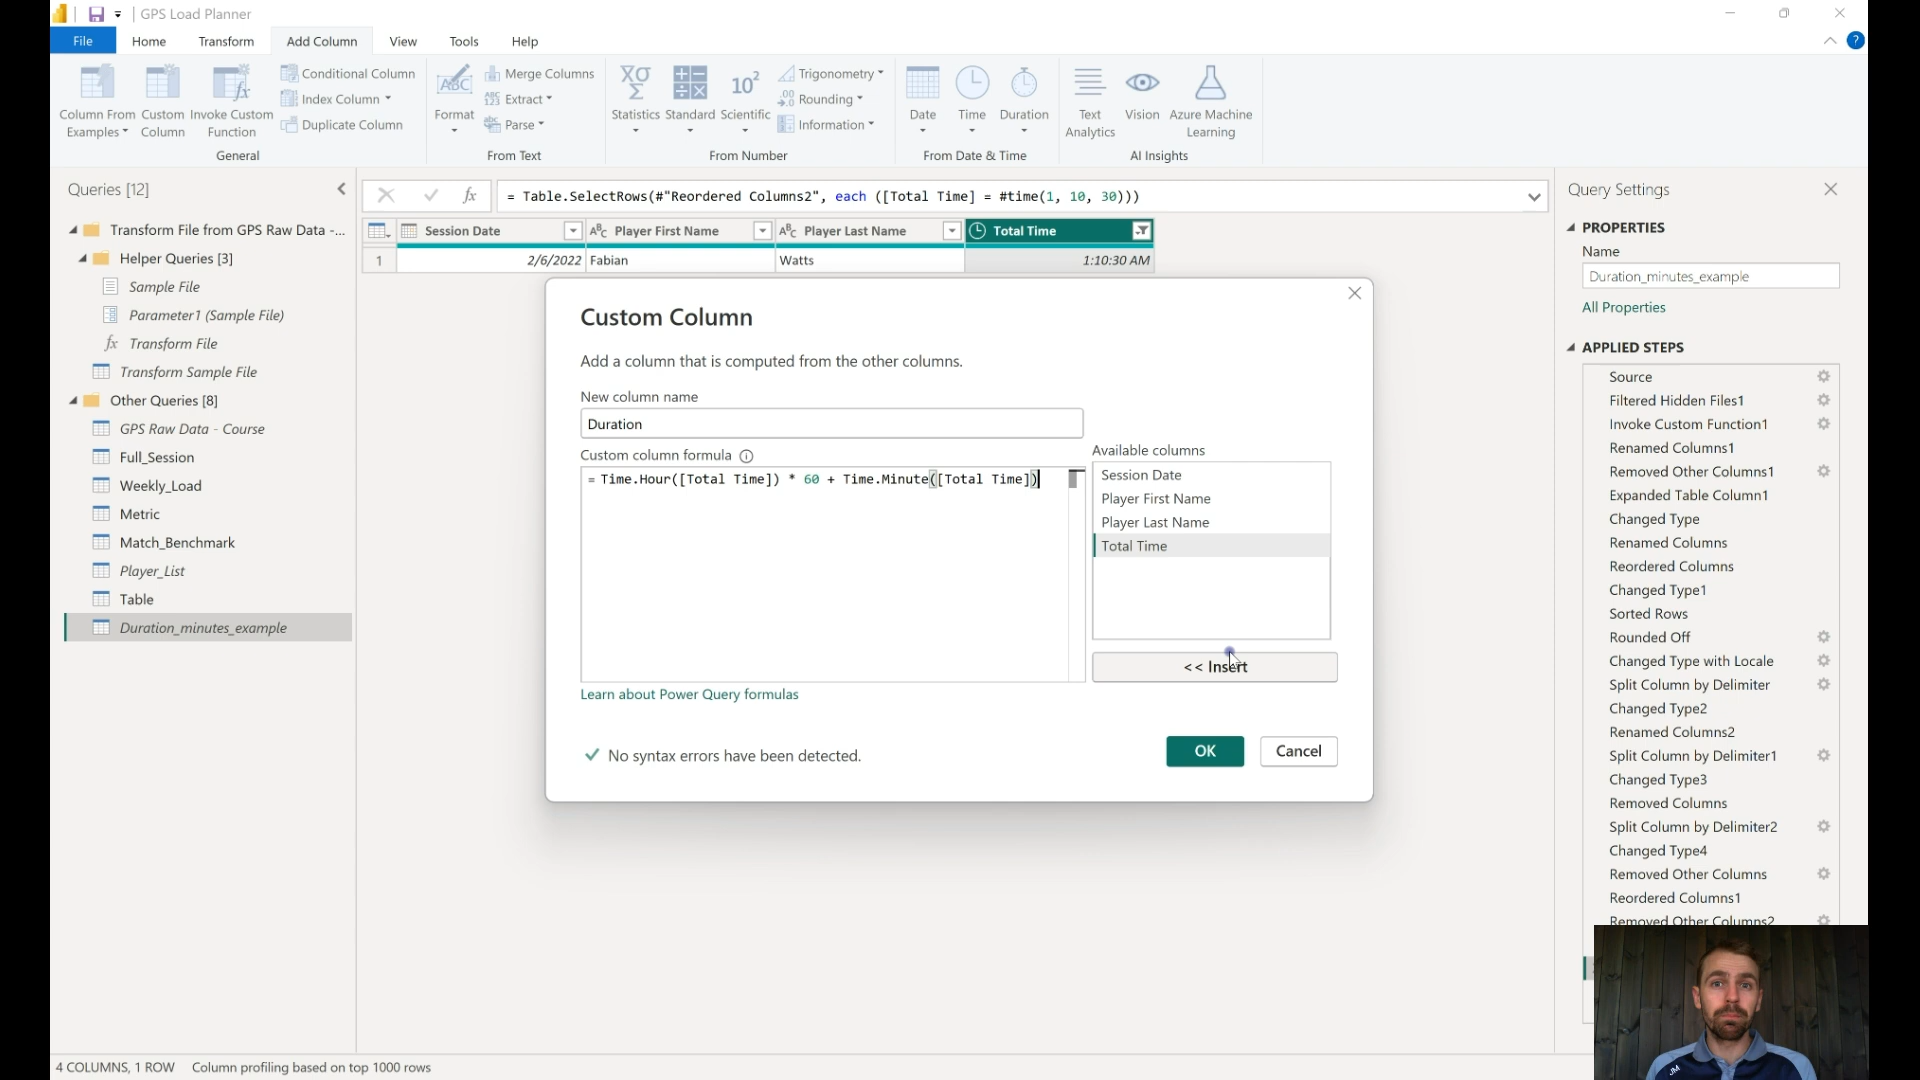 GPS Load Planner
File Home Transform Add Column View Tools Help
Column From Examples
Custom Column
Invoke Custom Function
Conditional Column
Index Column
Duplicate Column
General
Format
Merge Columns
Extract
Parse
From Text
Statistics
Standard
Scientific
Trigonometry
Rounding
Information
From Number
Date
Time
Duration
From Date & Time
Text Analytics
Vision
Azure Machine Learning
AI Insights
Queries [12]
Transform File from GPS Raw Data -...
Helper Queries [3]
Sample File
Parameter1 (Sample File)
Transform File
Transform Sample File
Other Queries [8]
GPS Raw Data - Course
Full_Session
Weekly_Load
Metric
Match_Benchmark
Player_List
Table
Duration_minutes_example
= Table.SelectRows(#"Reordered Columns2", each ([Total Time] = #time(1, 10, 30)))
Session Date Player First Name Player Last Name Total Time
1 2/6/2022 Fabian Watts 1:10:30 AM
Custom Column
Add a column that is computed from the other columns.
New column name
Duration
Custom column formula
= Time.Hour([Total Time]) * 60 + Time.Minute([Total Time])
Available columns
Session Date
Player First Name
Player Last Name
Total Time
<< Insert
Learn about Power Query formulas
No syntax errors have been detected.
OK
Cancel
Query Settings
PROPERTIES
Name
Duration_minutes_example
All Properties
APPLIED STEPS
Source
Filtered Hidden Files1
Invoke Custom Function1
Renamed Columns1
Removed Other Columns1
Expanded Table Column1
Changed Type
Renamed Columns
Reordered Columns
Changed Type1
Sorted Rows
Rounded Off
Changed Type with Locale
Split Column by Delimiter
Changed Type2
Renamed Columns2
Split Column by Delimiter1
Changed Type3
Removed Columns
Split Column by Delimiter2
Changed Type4
Removed Other Columns
Reordered Columns1
Removed Other Columns2
JM
4 COLUMNS, 1 ROW Column profiling based on top 1000 rows